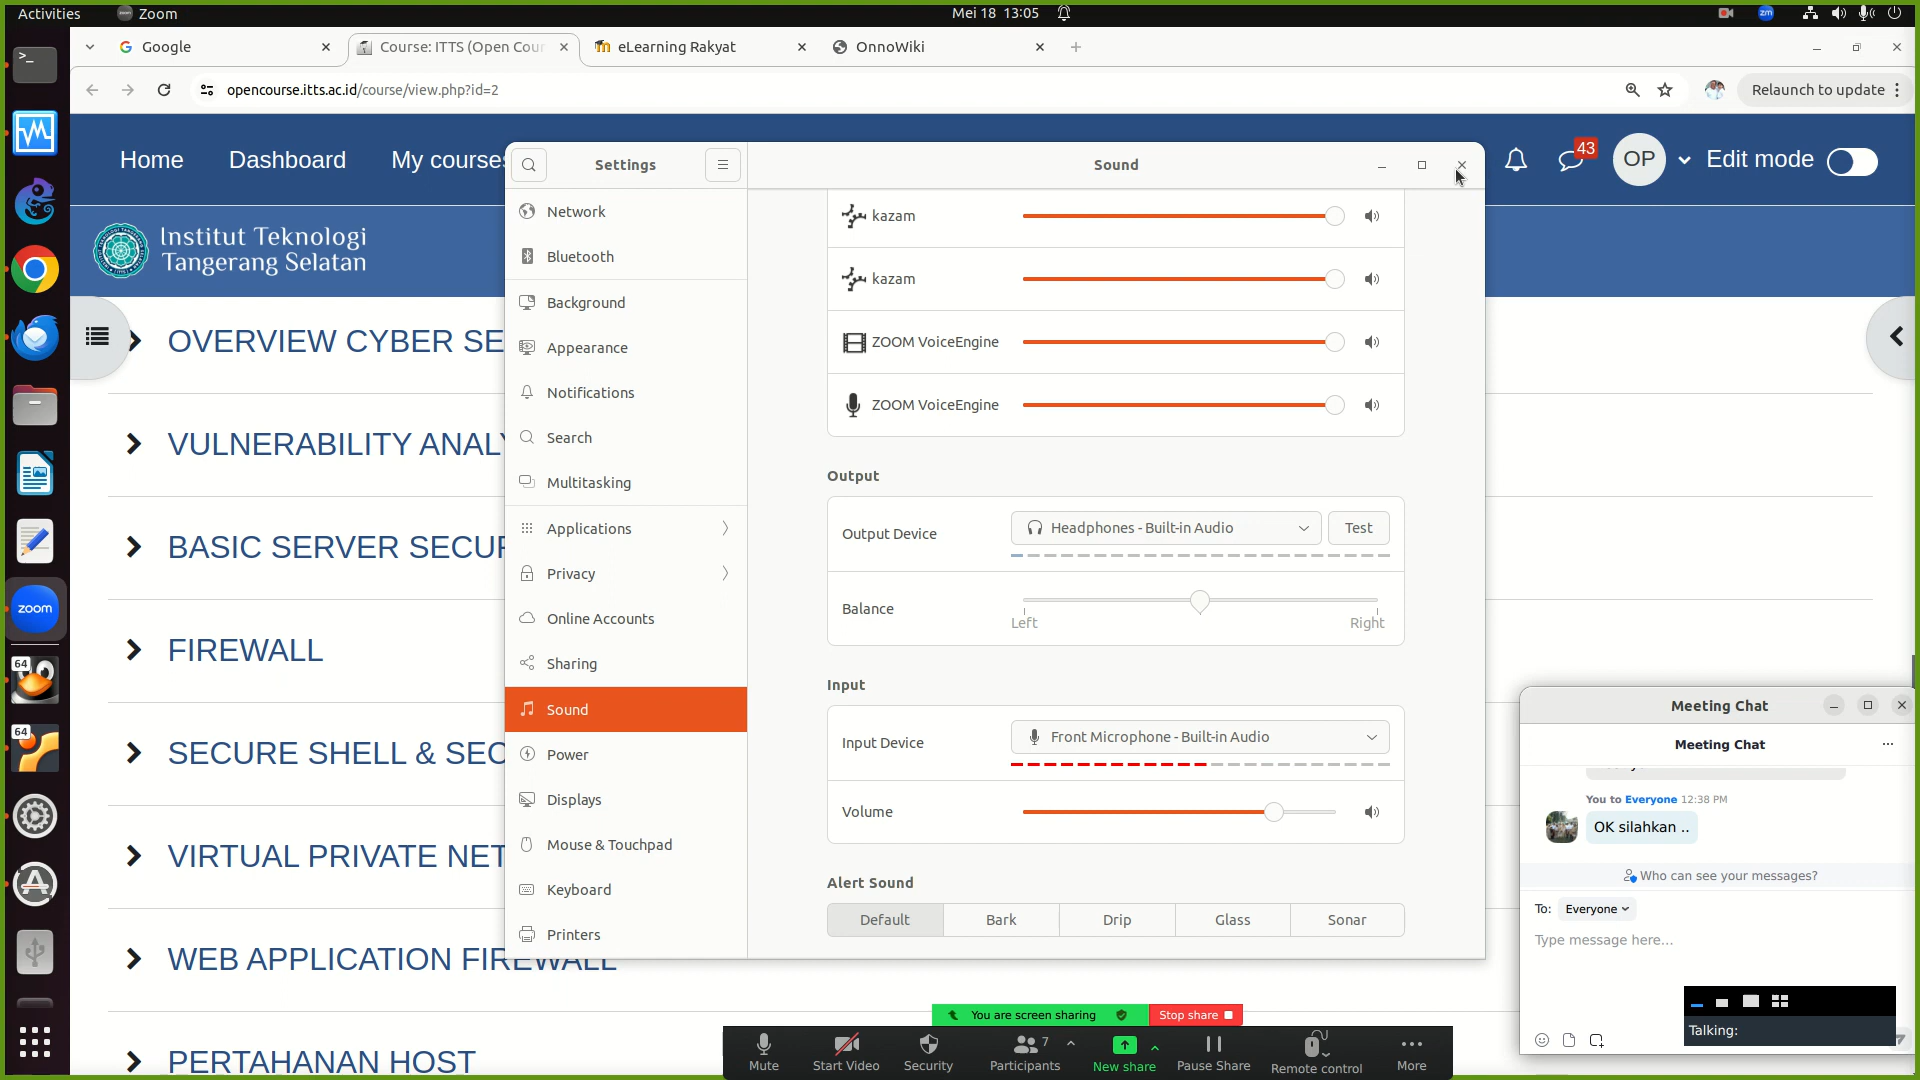 Activities
Zoom
Mei 18 13:05
zm
Google
Course: ITTS (Open Cour
eLearning Rakyat
OnnoWiki
opencourse.itts.ac.id/course/view.php?id=2
Relaunch to update
Home
Dashboard
My courses
43
OP
Edit mode
Institut Teknologi
Tangerang Selatan
OVERVIEW CYBER SE
VULNERABILITY ANALY
BASIC SERVER SECUR
FIREWALL
SECURE SHELL & SEC
VIRTUAL PRIVATE NET
WEB APPLICATION FIREWALL
PERTAHANAN HOST
zoom
64
64
Settings
Network
Bluetooth
Background
Appearance
Notifications
Search
Multitasking
Applications
Privacy
Online Accounts
Sharing
Sound
Power
Displays
Mouse & Touchpad
Keyboard
Printers
Sound
kazam
kazam
ZOOM VoiceEngine
ZOOM VoiceEngine
Output
Output Device
Headphones - Built-in Audio
Test
Balance
Left
Right
Input
Input Device
Front Microphone - Built-in Audio
Volume
Alert Sound
Default
Bark
Drip
Glass
Sonar
Meeting Chat
Meeting Chat
You to Everyone 12:38 PM
OK silahkan ..
Who can see your messages?
To: Everyone
Type message here...
Talking:
You are screen sharing
Stop share
Mute
Start Video
Security
Participants
7
New share
Pause Share
Remote control
More